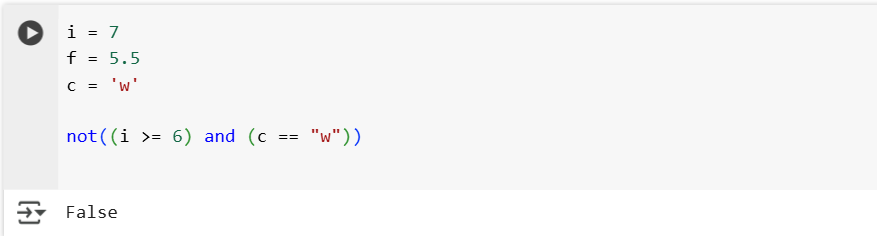 i = 7
f = 5.5
c = 'w'
not((i >= 6) and (c == "w"))
False